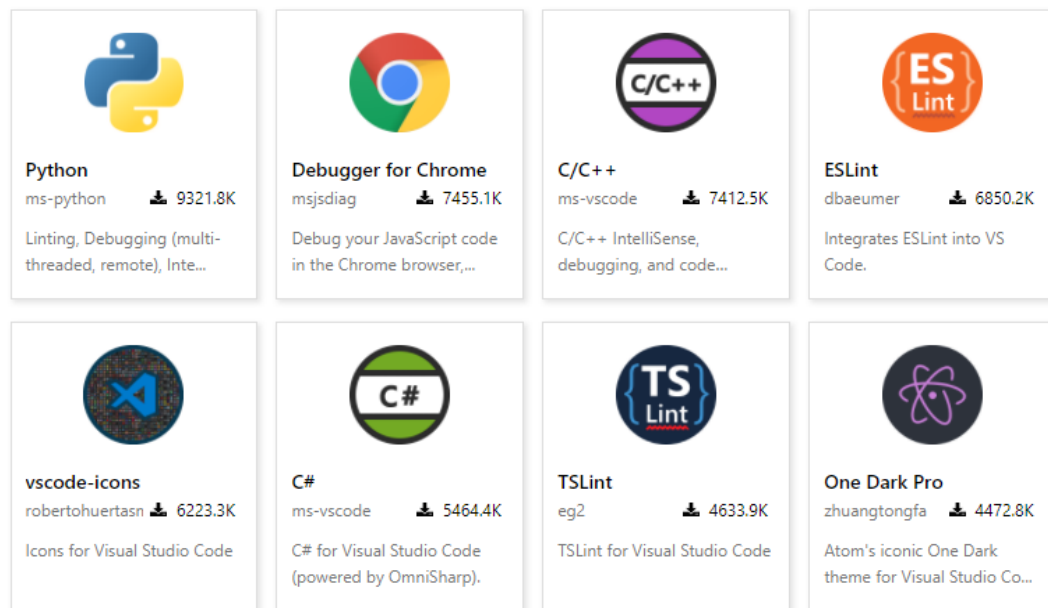 C/C++
ES
Lint
Python
ms-python 9321.8K
Linting, Debugging (multi-
threaded, remote), Inte...
Debugger for Chrome
msjsdiag 7455.1K
Debug your JavaScript code
in the Chrome browser,...
C/C++
ms-vscode 7412.5K
C/C++ IntelliSense,
debugging, and code...
ESLint
dbaeumer 6850.2K
Integrates ESLint into VS
Code.
C#
TS
Lint
vscode-icons
robertohuertasm 6223.3K
Icons for Visual Studio Code
C#
ms-vscode 5464.4K
C# for Visual Studio Code
(powered by OmniSharp).
TSLint
eg2 4633.9K
TSLint for Visual Studio Code
One Dark Pro
zhuangtongfa 4472.8K
Atom's iconic One Dark
theme for Visual Studio Co...